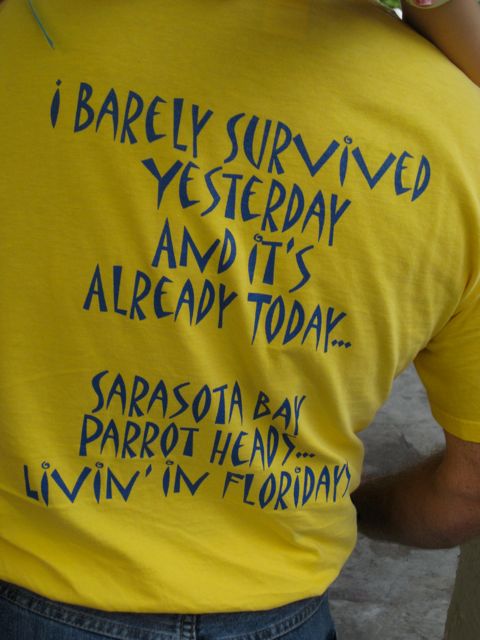 i BARELY SURViVED
YESTERDAY
AND iT'S
ALREADY TODAY...
SARASOTA BAY
PARROT HEADS...
LiViN' iN FLORiDAYS